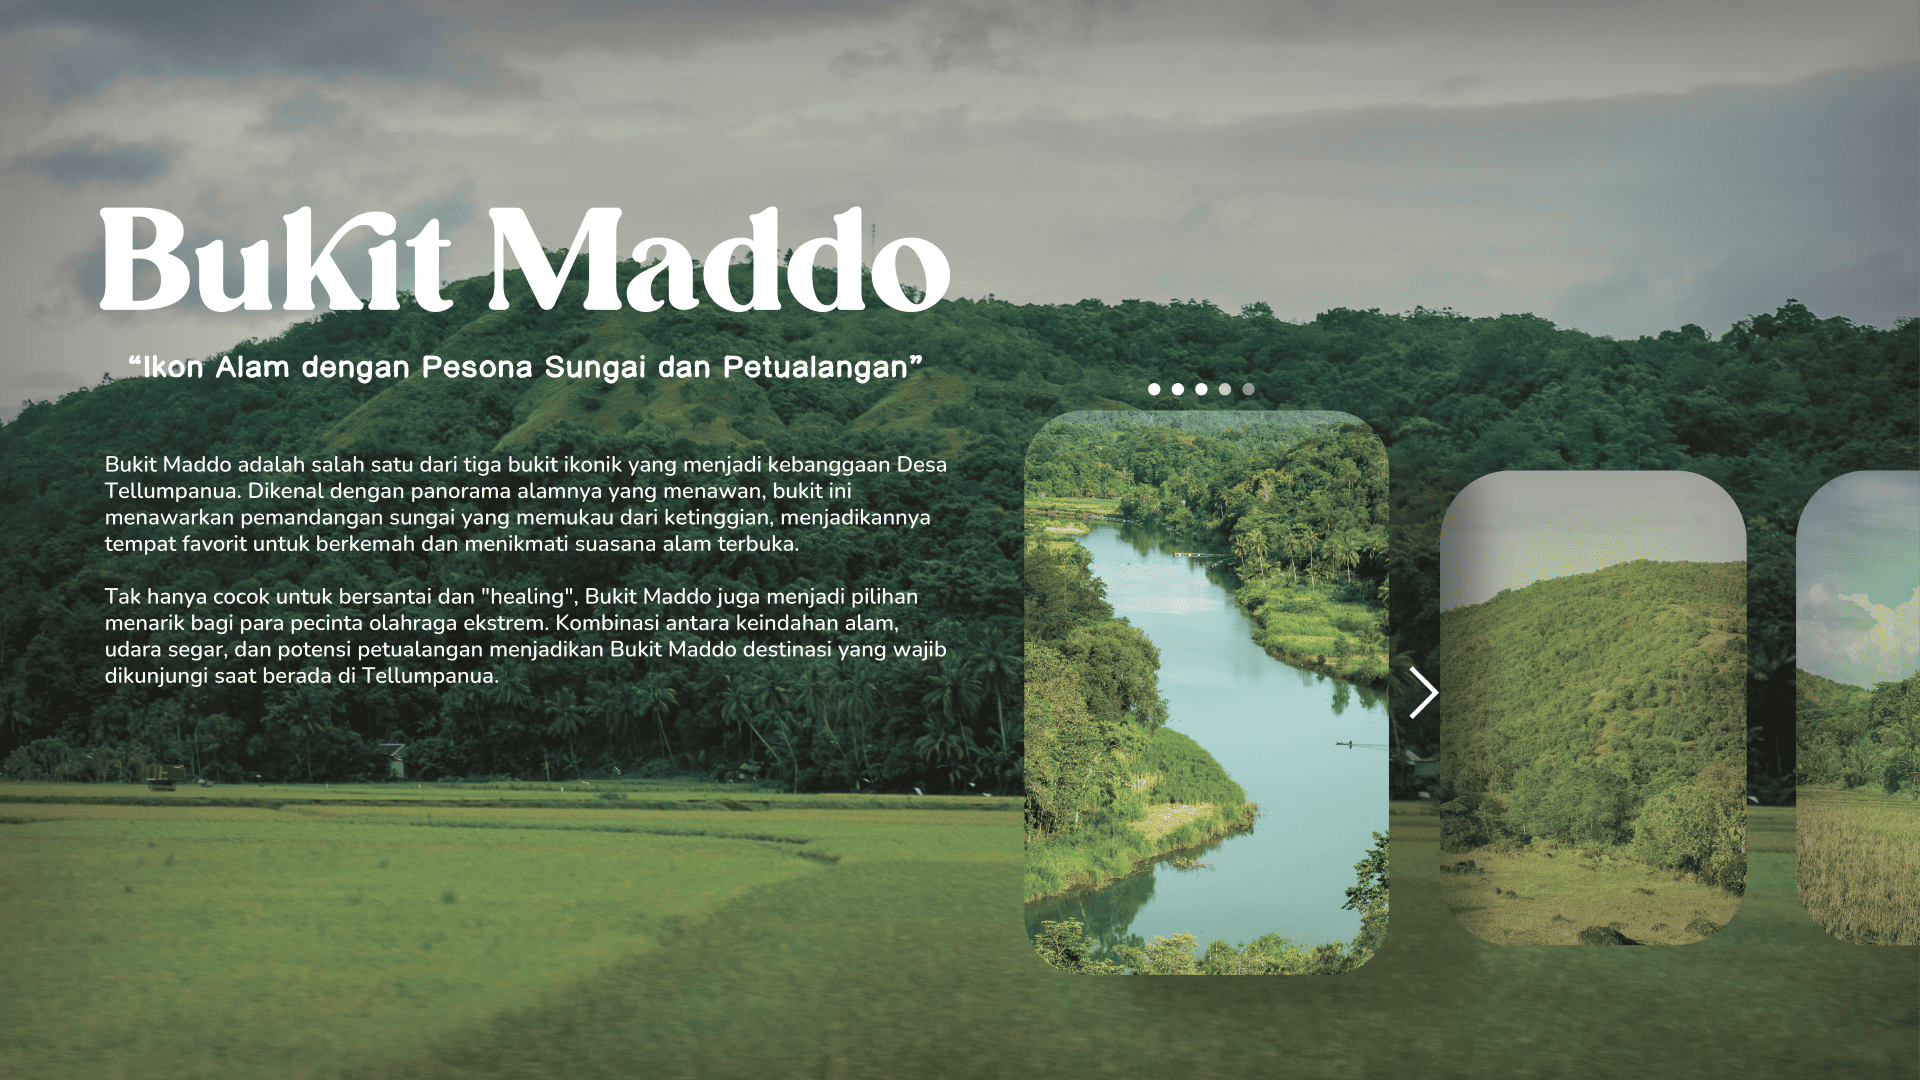 Bukit Maddo
“Ikon Alam dengan Pesona Sungai dan Petualangan”
Bukit Maddo adalah salah satu dari tiga bukit ikonik yang menjadi kebanggaan Desa
Tellumpanua. Dikenal dengan panorama alamnya yang menawan, bukit ini
menawarkan pemandangan sungai yang memukau dari ketinggian, menjadikannya
tempat favorit untuk berkemah dan menikmati suasana alam terbuka.
Tak hanya cocok untuk bersantai dan "healing", Bukit Maddo juga menjadi pilihan
menarik bagi para pecinta olahraga ekstrem. Kombinasi antara keindahan alam,
udara segar, dan potensi petualangan menjadikan Bukit Maddo destinasi yang wajib
dikunjungi saat berada di Tellumpanua.